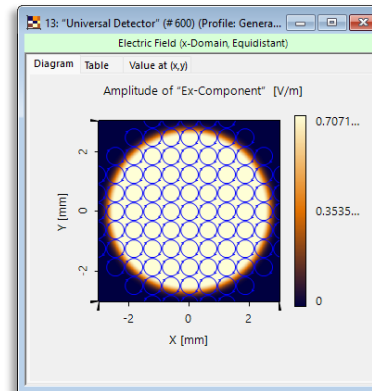 13: "Universal Detector" (# 600) (Profile: Genera...
Electric Field (x-Domain, Equidistant)
Diagram Table Value at (x,y)
Amplitude of "Ex-Component" [V/m]
0.7071...
0.3535...
0
2
0
-2
Y [mm]
-2 0 2
X [mm]